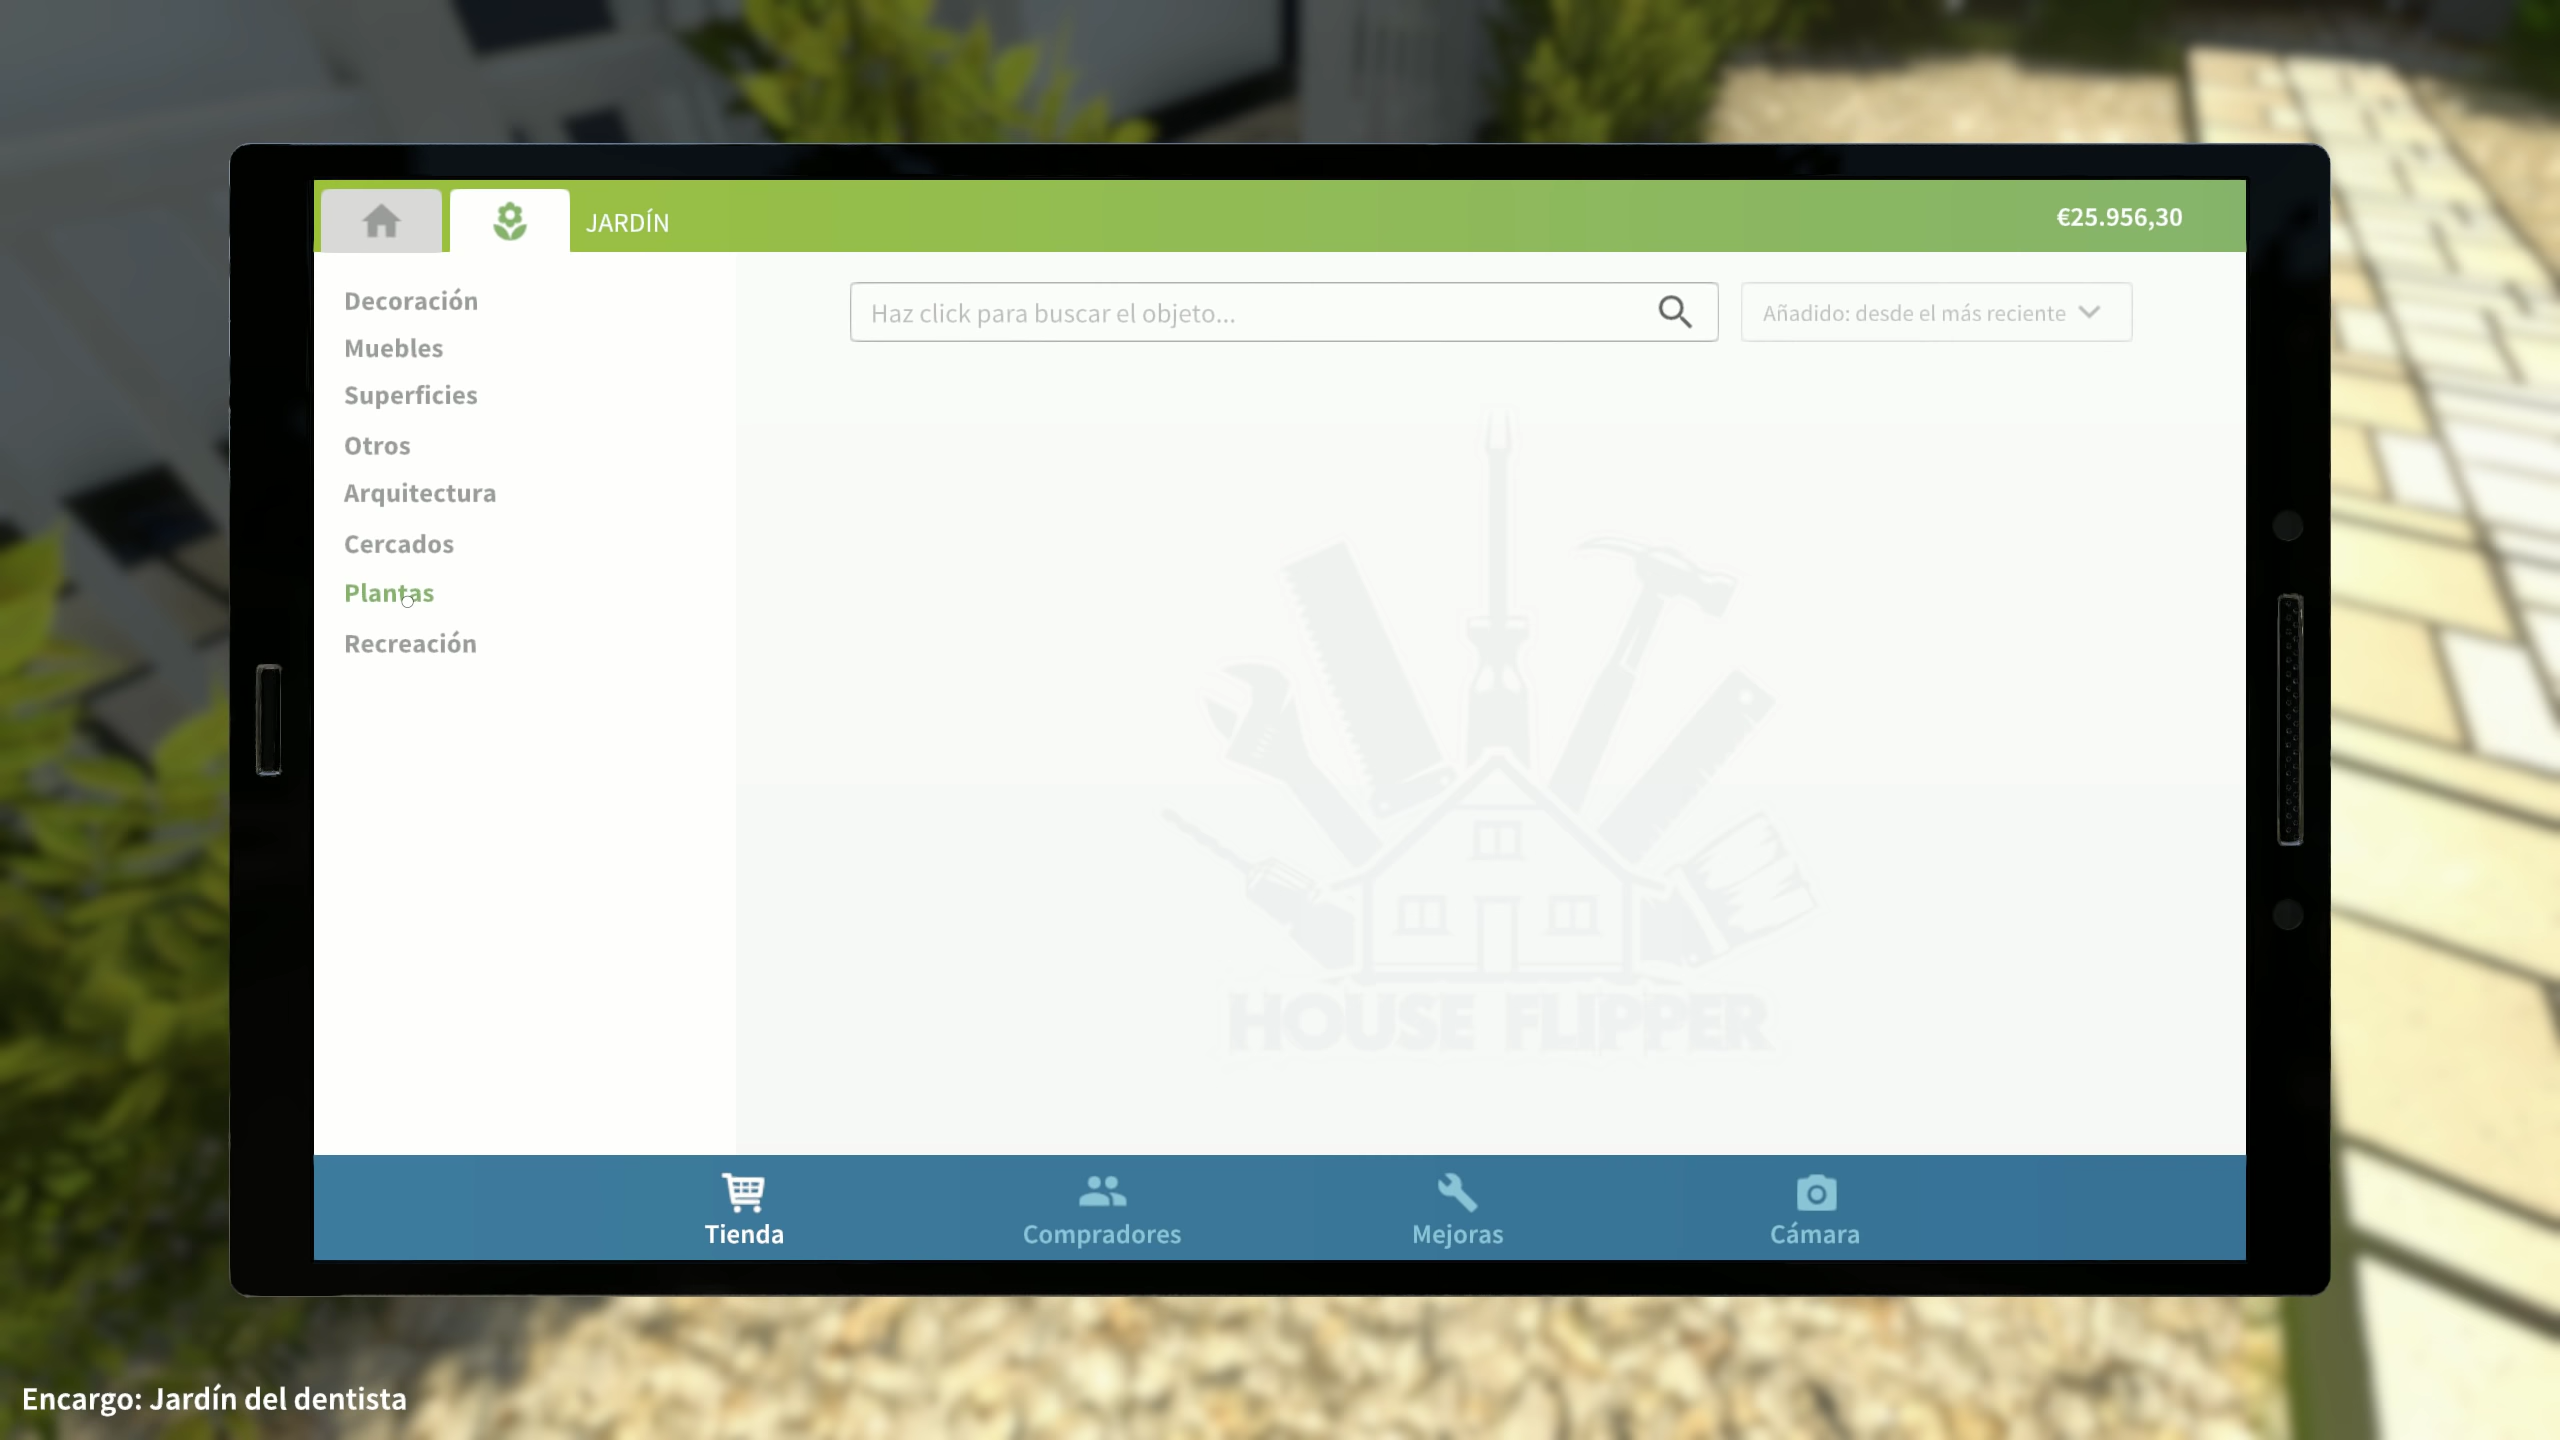 JARDÍN
€25.956,30
Decoración
Muebles
Superficies
Otros
Arquitectura
Cercados
Plantas
Recreación
Haz click para buscar el objeto...
Añadido: desde el más reciente
HOUSE FLIPPER
Tienda
Compradores
Mejoras
Cámara
Encargo: Jardín del dentista